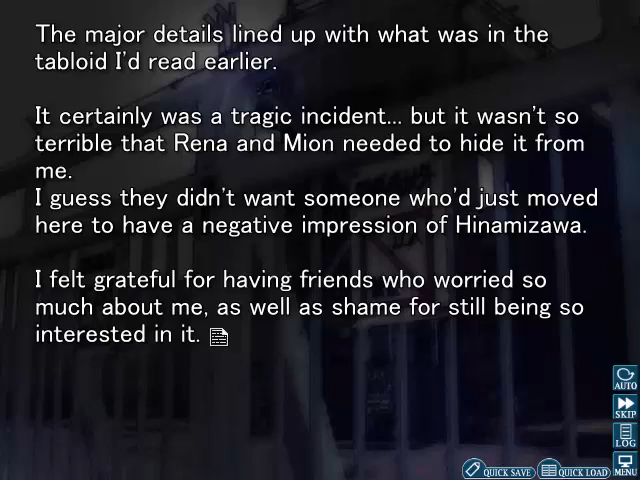 The major details lined up with what was in the
tabloid I'd read earlier.
It certainly was a tragic incident... but it wasn't so
terrible that Rena and Mion needed to hide it from
me.
I guess they didn't want someone who'd just moved
here to have a negative impression of Hinamizawa.
I felt grateful for having friends who worried so
much about me, as well as shame for still being so
interested in it.
AUTO
SKIP
LOG
MENU
QUICK SAVE
QUICK LOAD